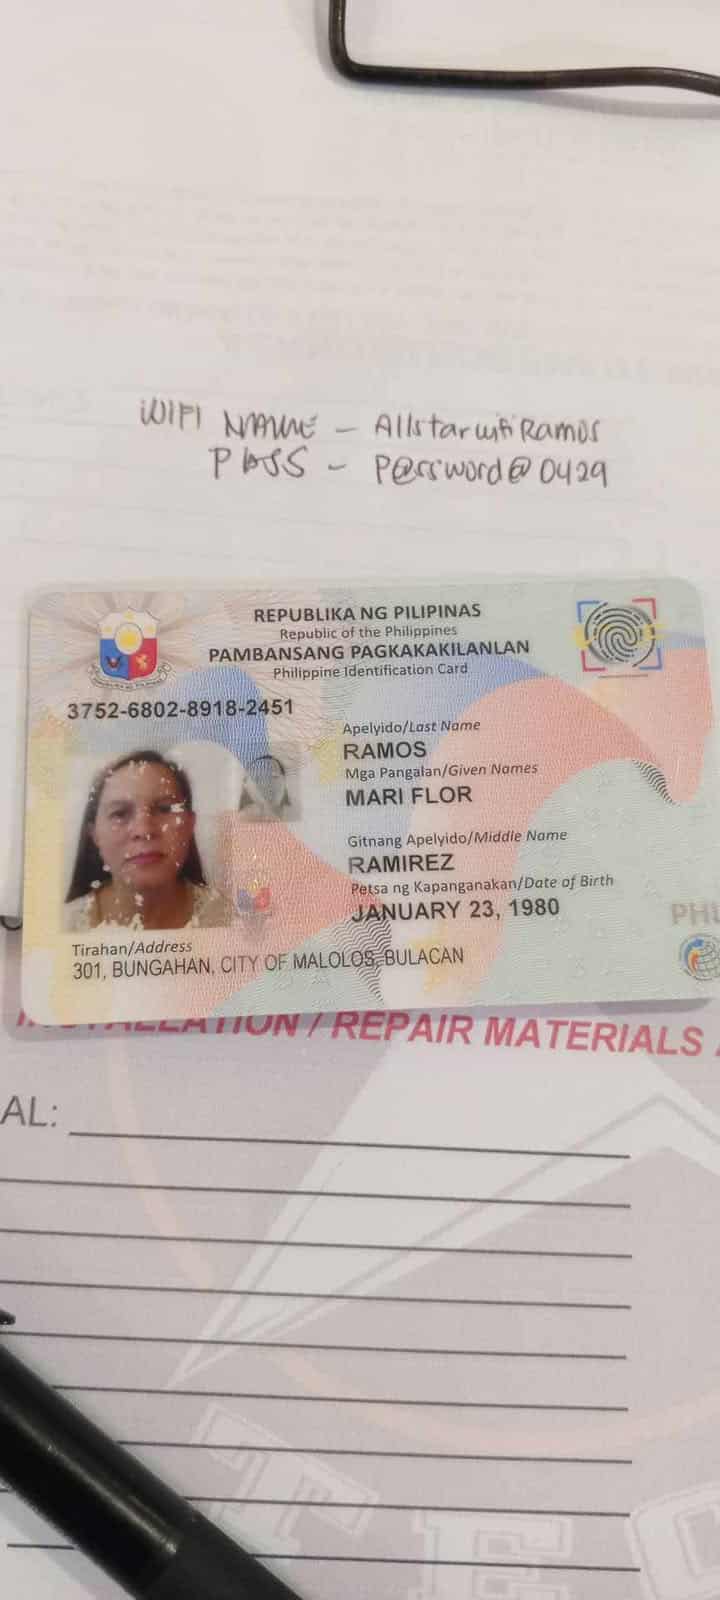 WIFI NAME - AllstarwifiRamos
PASS - P@ssword@0429
REPUBLIKA NG PILIPINAS
Republic of the Philippines
PAMBANSANG PAGKAKAKILANLAN
Philippine Identification Card
3752-6802-8918-2451
Apelyido/Last Name
RAMOS
Mga Pangalan/Given Names
MARI FLOR
Gitnang Apelyido/Middle Name
RAMIREZ
Petsa ng Kapanganakan/Date of Birth
JANUARY 23, 1980
PHL
Tirahan/Address
301, BUNGAHAN, CITY OF MALOLOS, BULACAN
INSTALLATION / REPAIR MATERIALS
AL: